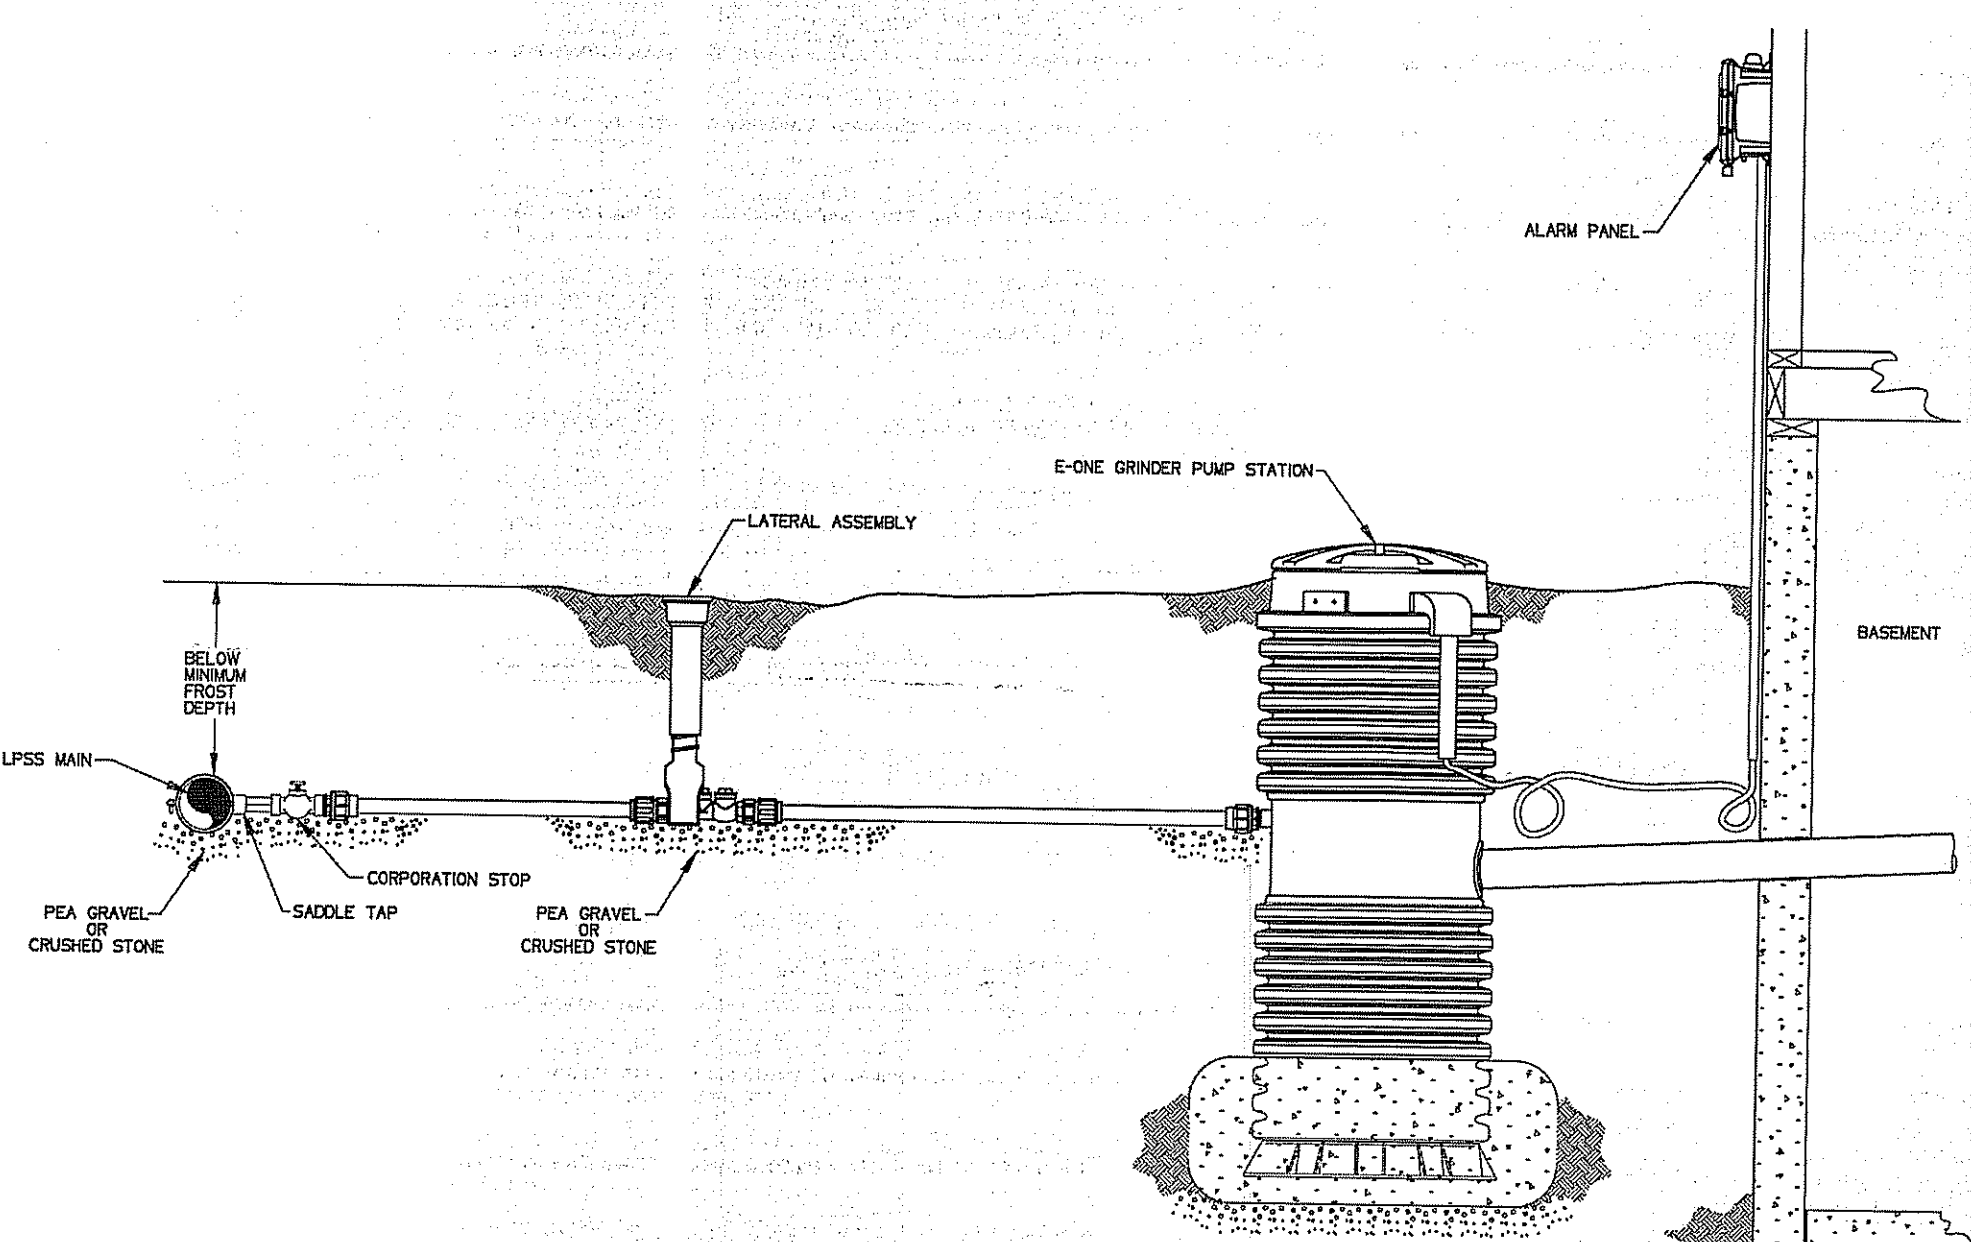 ALARM PANEL
E-ONE GRINDER PUMP STATION
LATERAL ASSEMBLY
BASEMENT
BELOW
MINIMUM
FROST
DEPTH
LPSS MAIN
CORPORATION STOP
SADDLE TAP
PEA GRAVEL
OR
CRUSHED STONE
PEA GRAVEL
OR
CRUSHED STONE